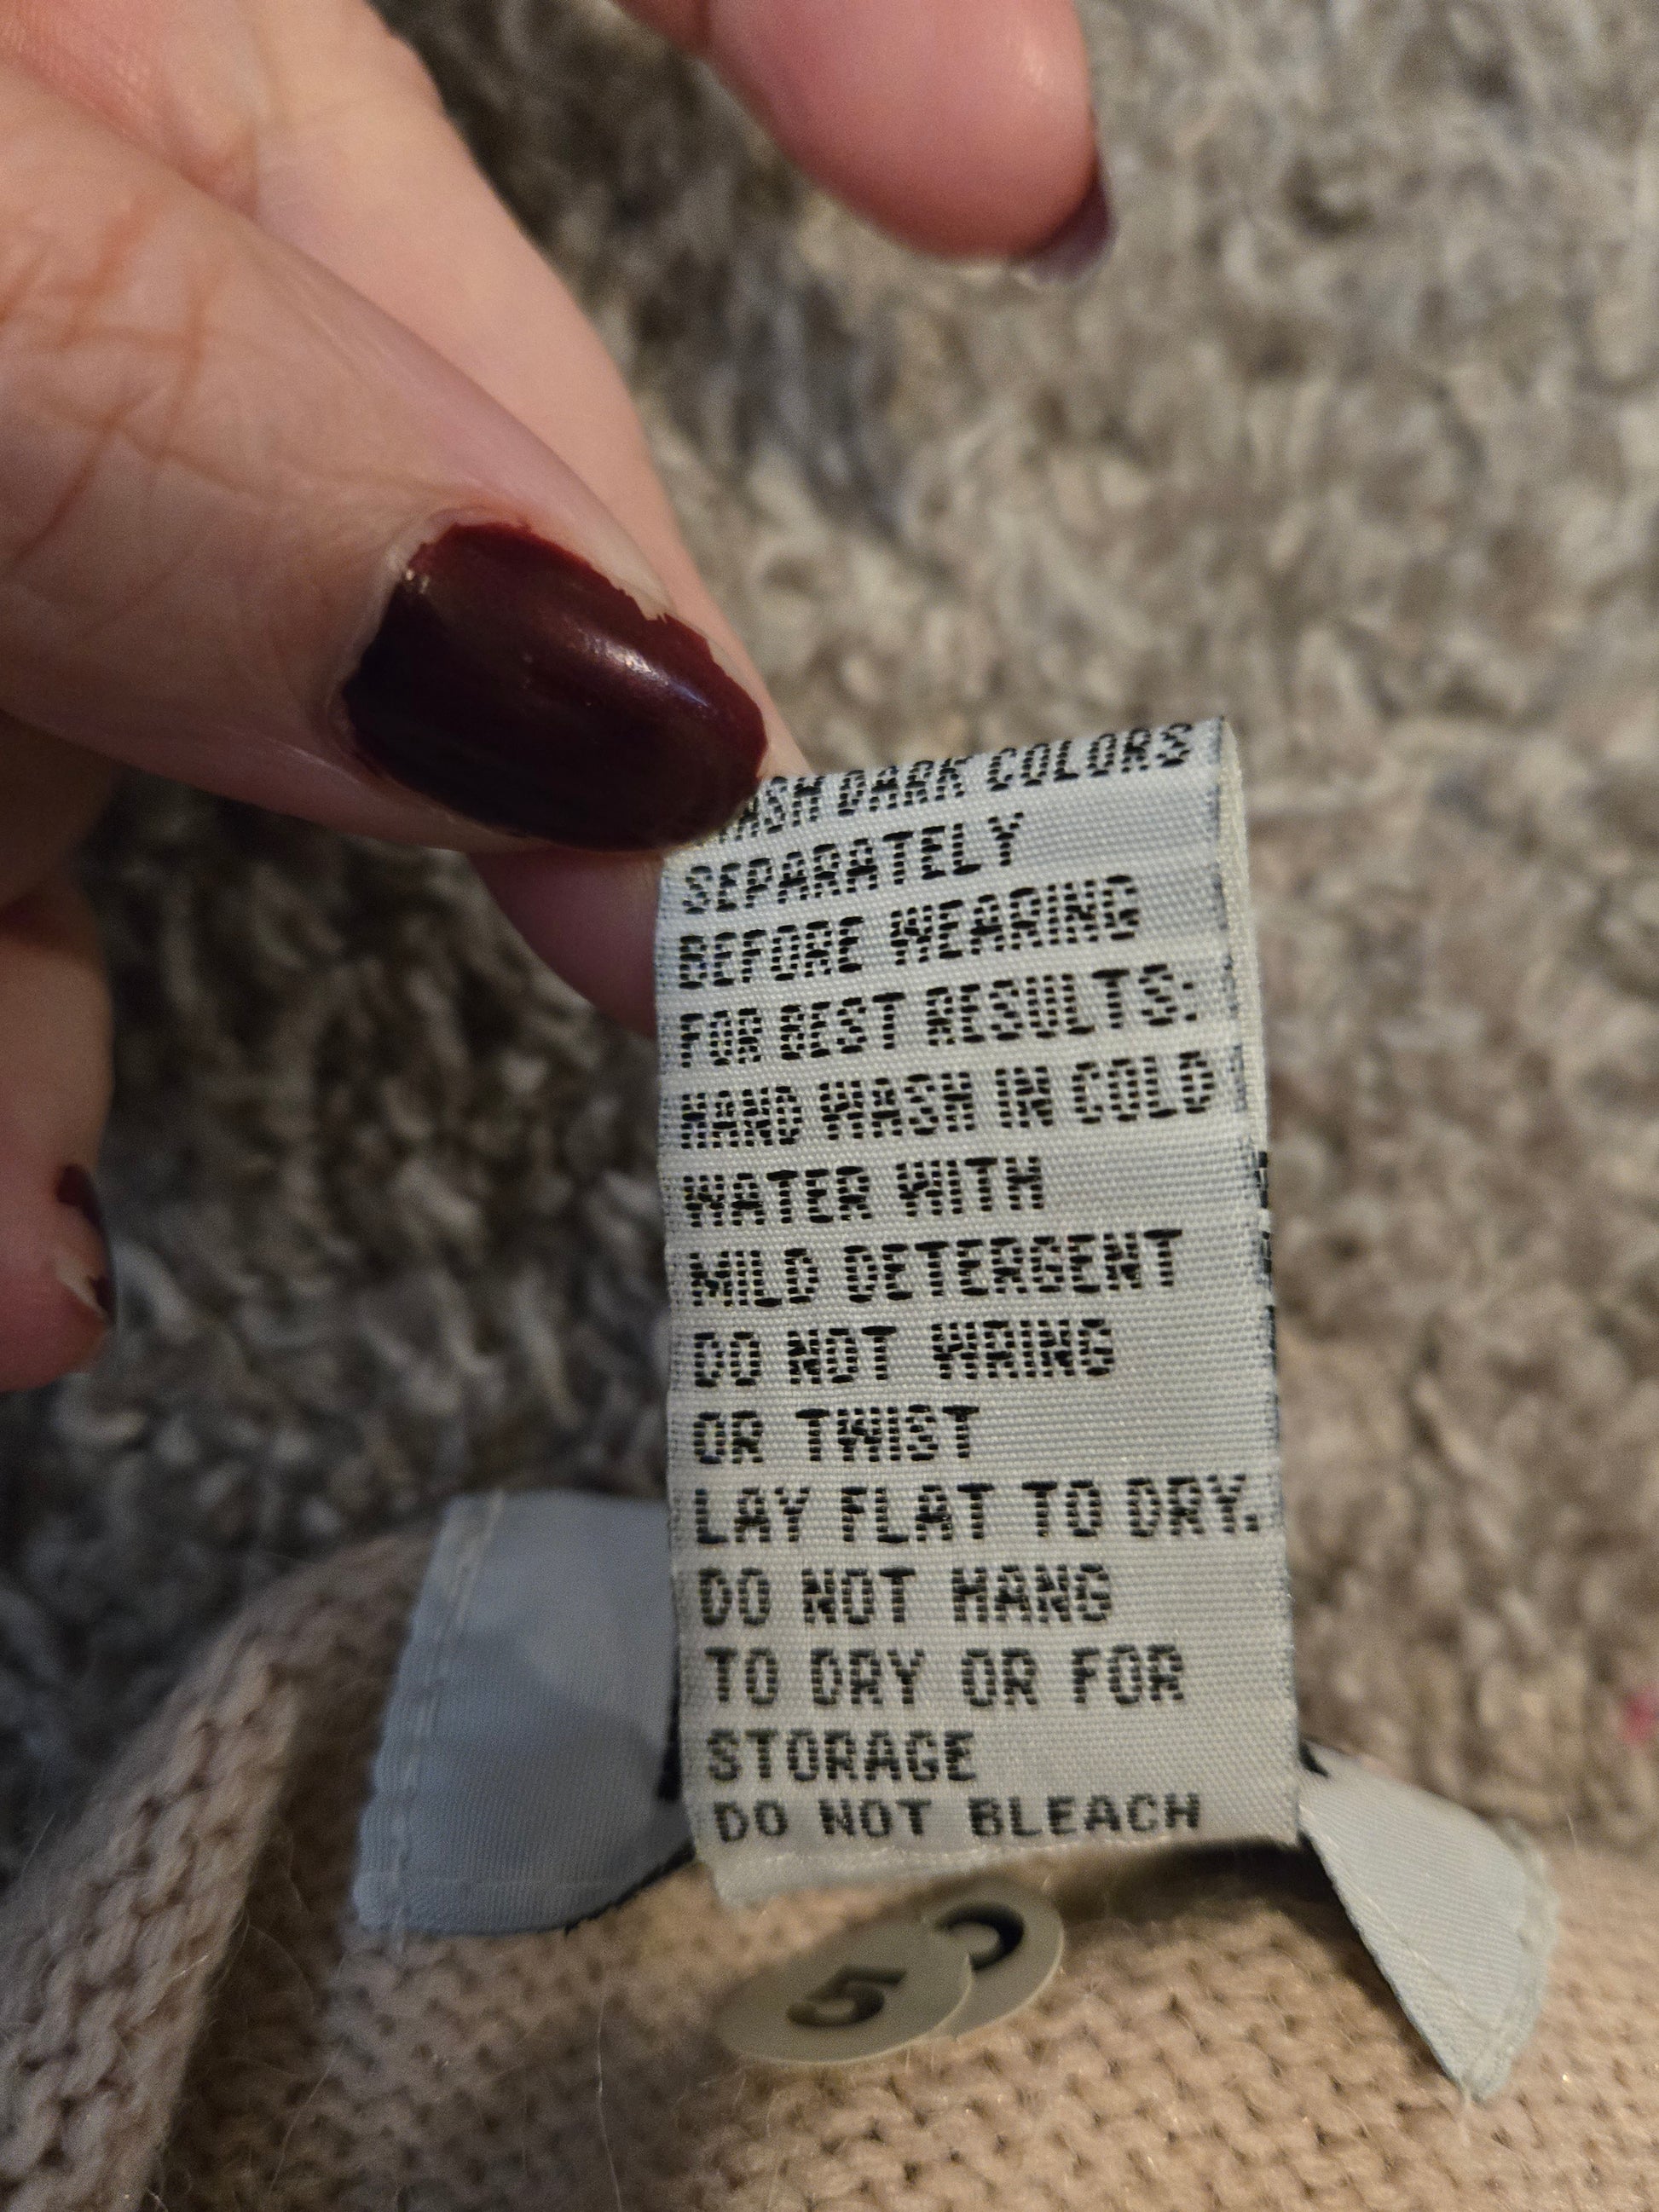 WASH DARK COLORS
SEPARATELY
BEFORE WEARING
FOR BEST RESULTS:
HAND WASH IN COLD
WATER WITH
MILD DETERGENT
DO NOT WRING
OR TWIST
LAY FLAT TO DRY.
DO NOT HANG
TO DRY OR FOR
STORAGE
DO NOT BLEACH
5